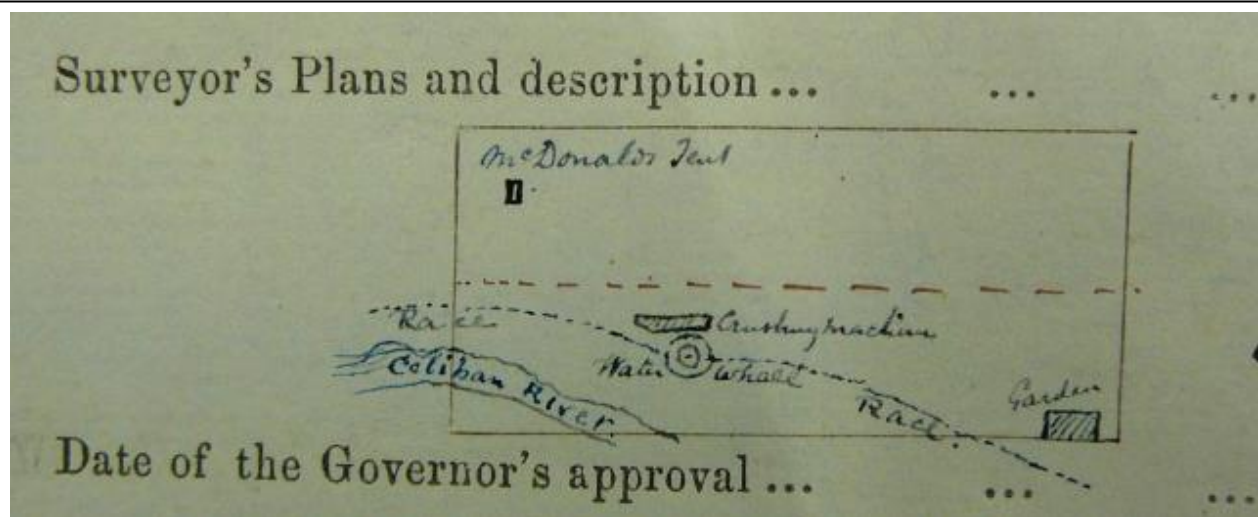 Surveyor's Plans and description ... ... ...
McDonalds Tent
Race
Crushing machine
Water wheel
Coliban River
Race
Garden
Date of the Governor's approval ... ... ...